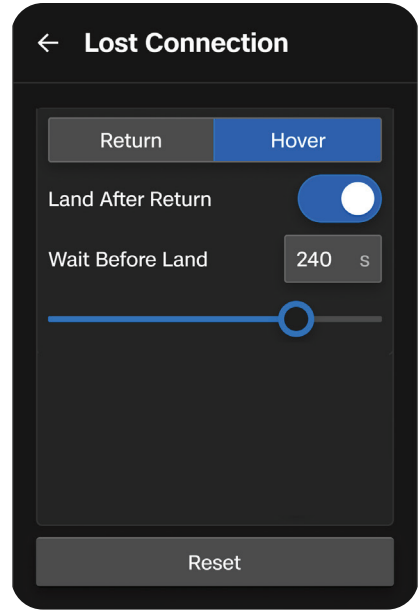 Lost Connection
Return Hover
Land After Return
Wait Before Land 240 s
Reset